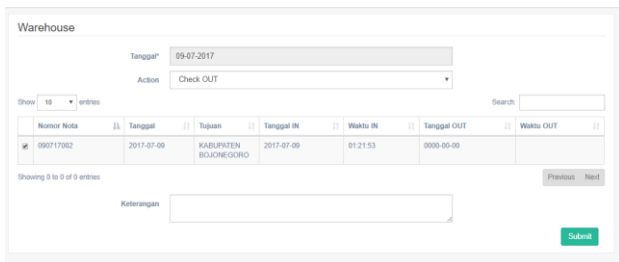 Warehouse
Tanggal* 09-07-2017
Action Check OUT
Show 10 entries Search:
Nomor Nota Tanggal Tujuan Tanggal IN Waktu IN Tanggal OUT Waktu OUT
090717002 2017-07-09 KABUPATEN BOJONEGORO 2017-07-09 01:21:53 0000-00-00
Showing 0 to 0 of 0 entries Previous Next
Keterangan
Submit